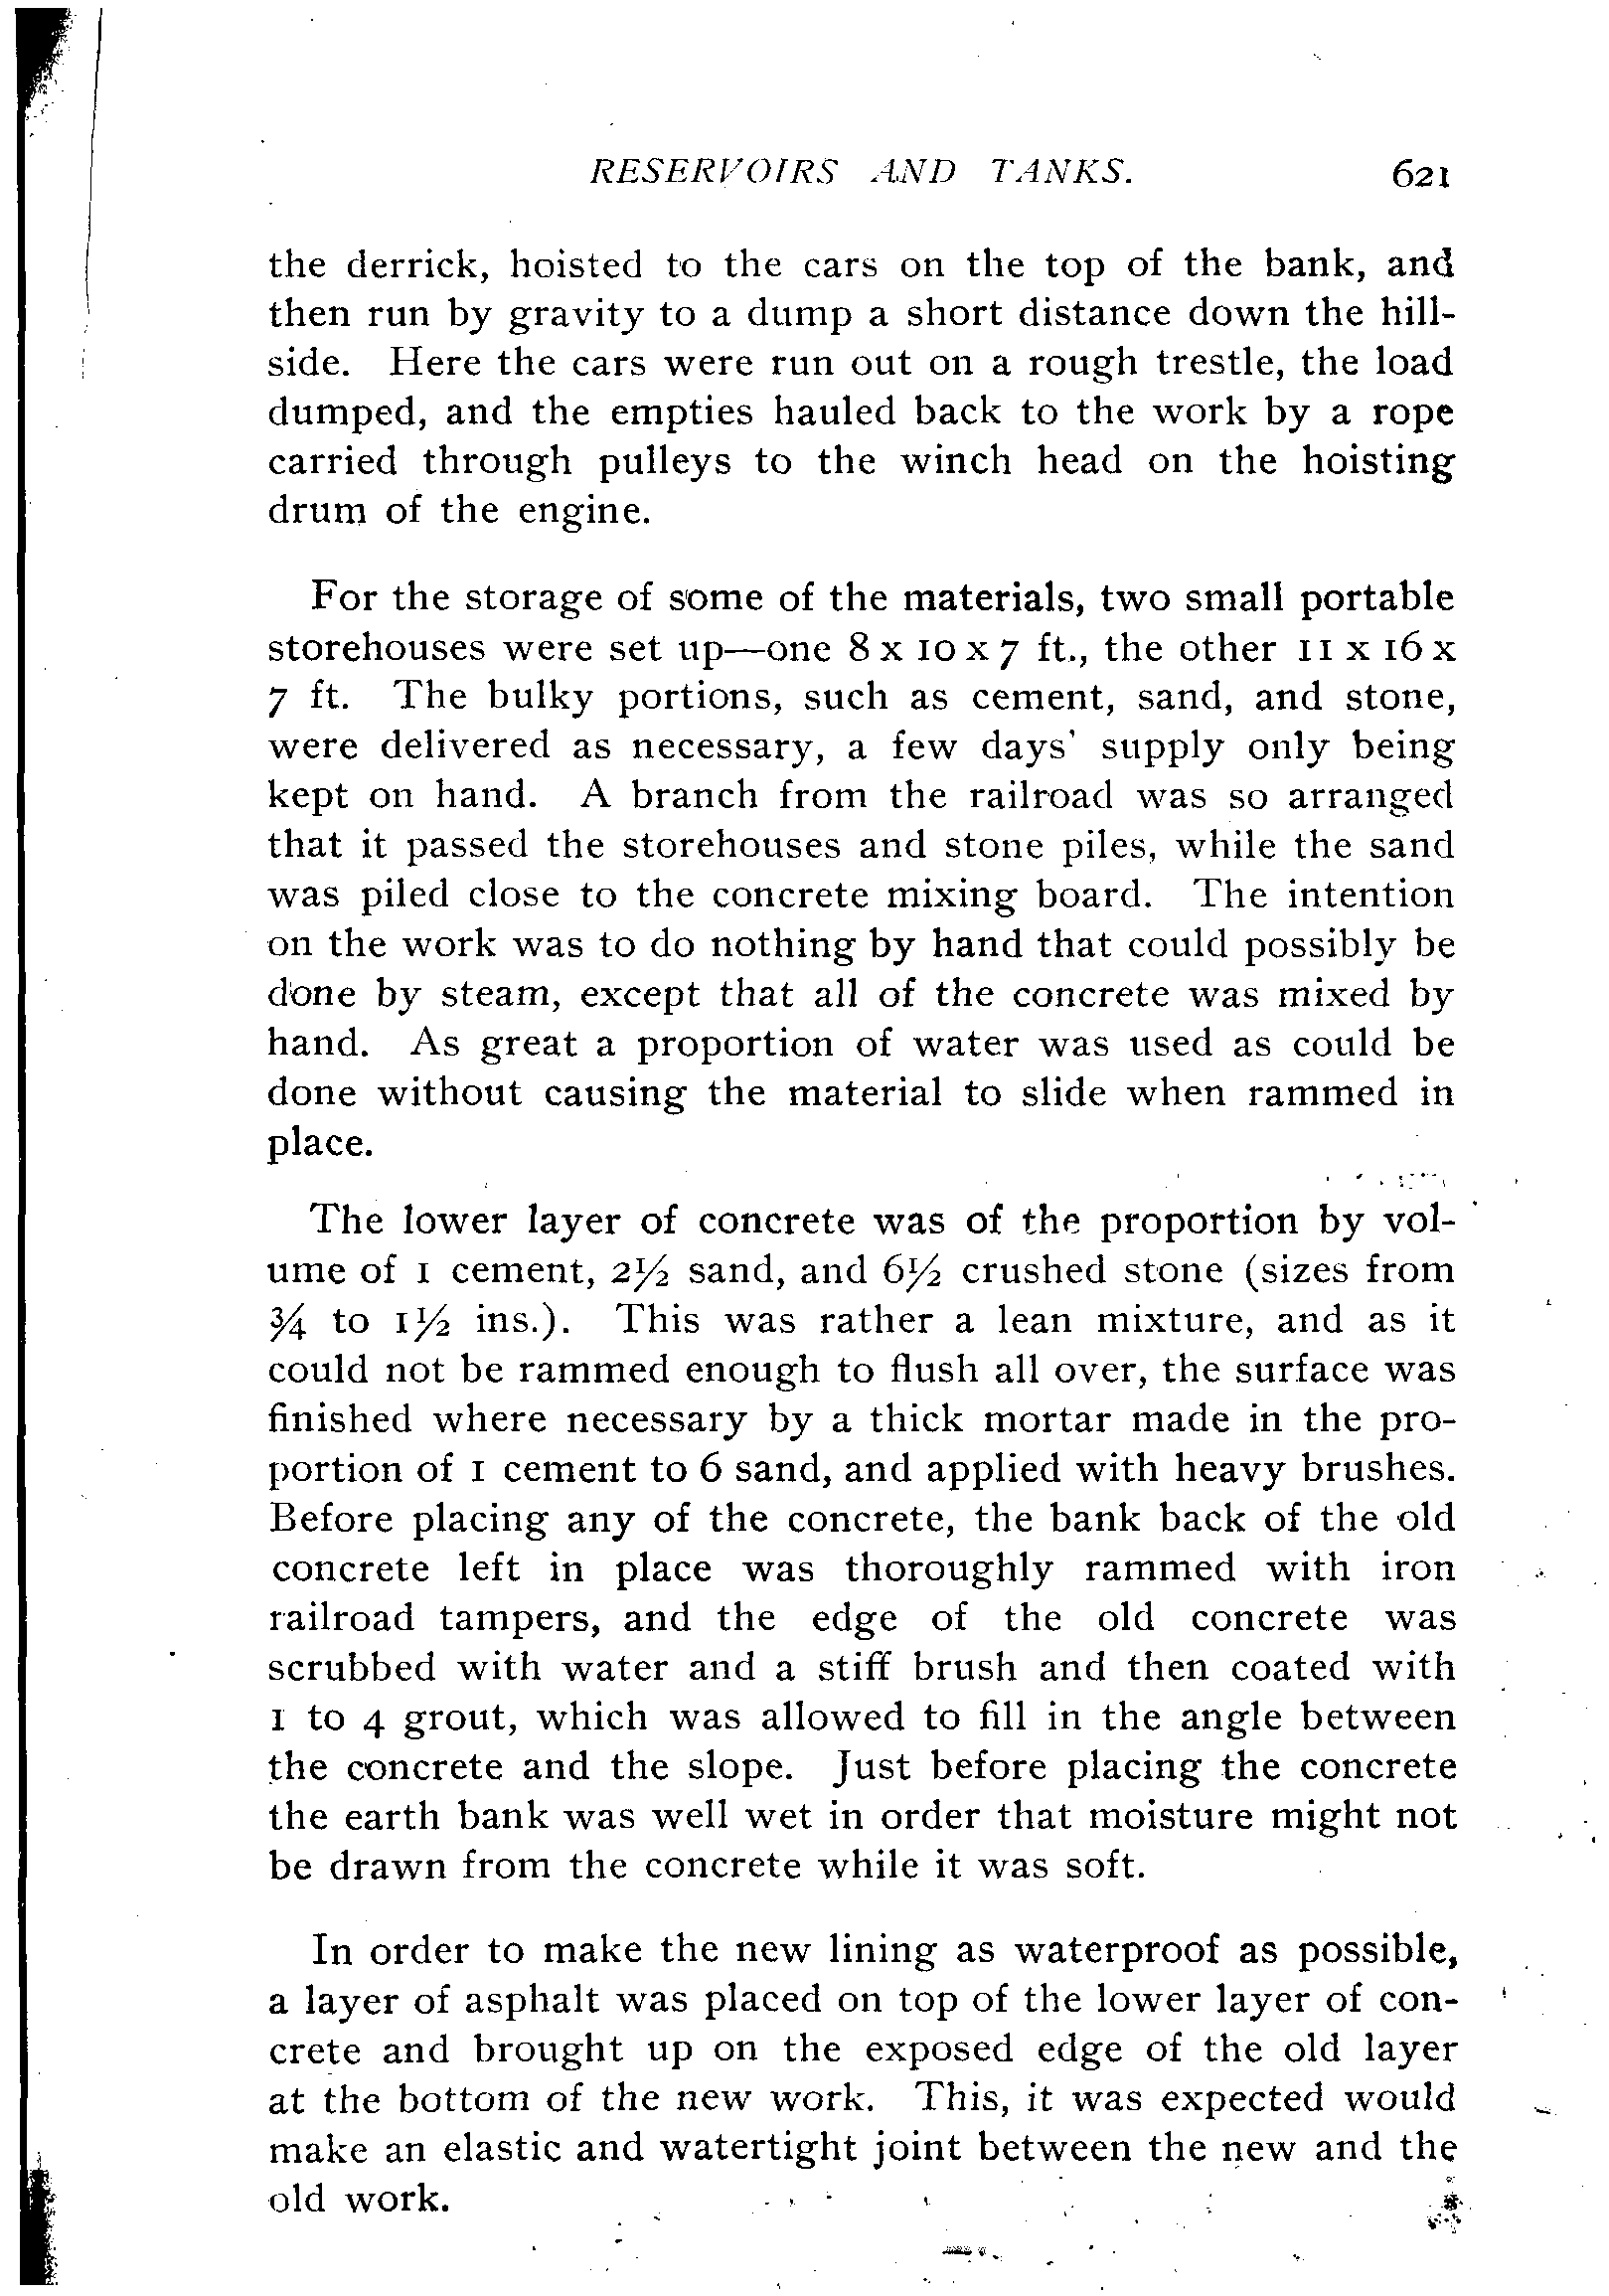 RESERVOIRS AND TANKS. 621
the derrick, hoisted to the cars on the top of the bank, and
then run by gravity to a dump a short distance down the hill-
side. Here the cars were run out on a rough trestle, the load
dumped, and the empties hauled back to the work by a rope
carried through pulleys to the winch head on the hoisting
drum of the engine.
For the storage of some of the materials, two small portable
storehouses were set up—one 8 x 10 x 7 ft., the other 11 x 16 x
7 ft. The bulky portions, such as cement, sand, and stone,
were delivered as necessary, a few days' supply only being
kept on hand. A branch from the railroad was so arranged
that it passed the storehouses and stone piles, while the sand
was piled close to the concrete mixing board. The intention
on the work was to do nothing by hand that could possibly be
done by steam, except that all of the concrete was mixed by
hand. As great a proportion of water was used as could be
done without causing the material to slide when rammed in
place.
The lower layer of concrete was of the proportion by vol-
ume of 1 cement, 2½ sand, and 6½ crushed stone (sizes from
¾ to 1½ ins.). This was rather a lean mixture, and as it
could not be rammed enough to flush all over, the surface was
finished where necessary by a thick mortar made in the pro-
portion of 1 cement to 6 sand, and applied with heavy brushes.
Before placing any of the concrete, the bank back of the old
concrete left in place was thoroughly rammed with iron
railroad tampers, and the edge of the old concrete was
scrubbed with water and a stiff brush and then coated with
1 to 4 grout, which was allowed to fill in the angle between
the concrete and the slope. Just before placing the concrete
the earth bank was well wet in order that moisture might not
be drawn from the concrete while it was soft.
In order to make the new lining as waterproof as possible,
a layer of asphalt was placed on top of the lower layer of con-
crete and brought up on the exposed edge of the old layer
at the bottom of the new work. This, it was expected would
make an elastic and watertight joint between the new and the
old work.